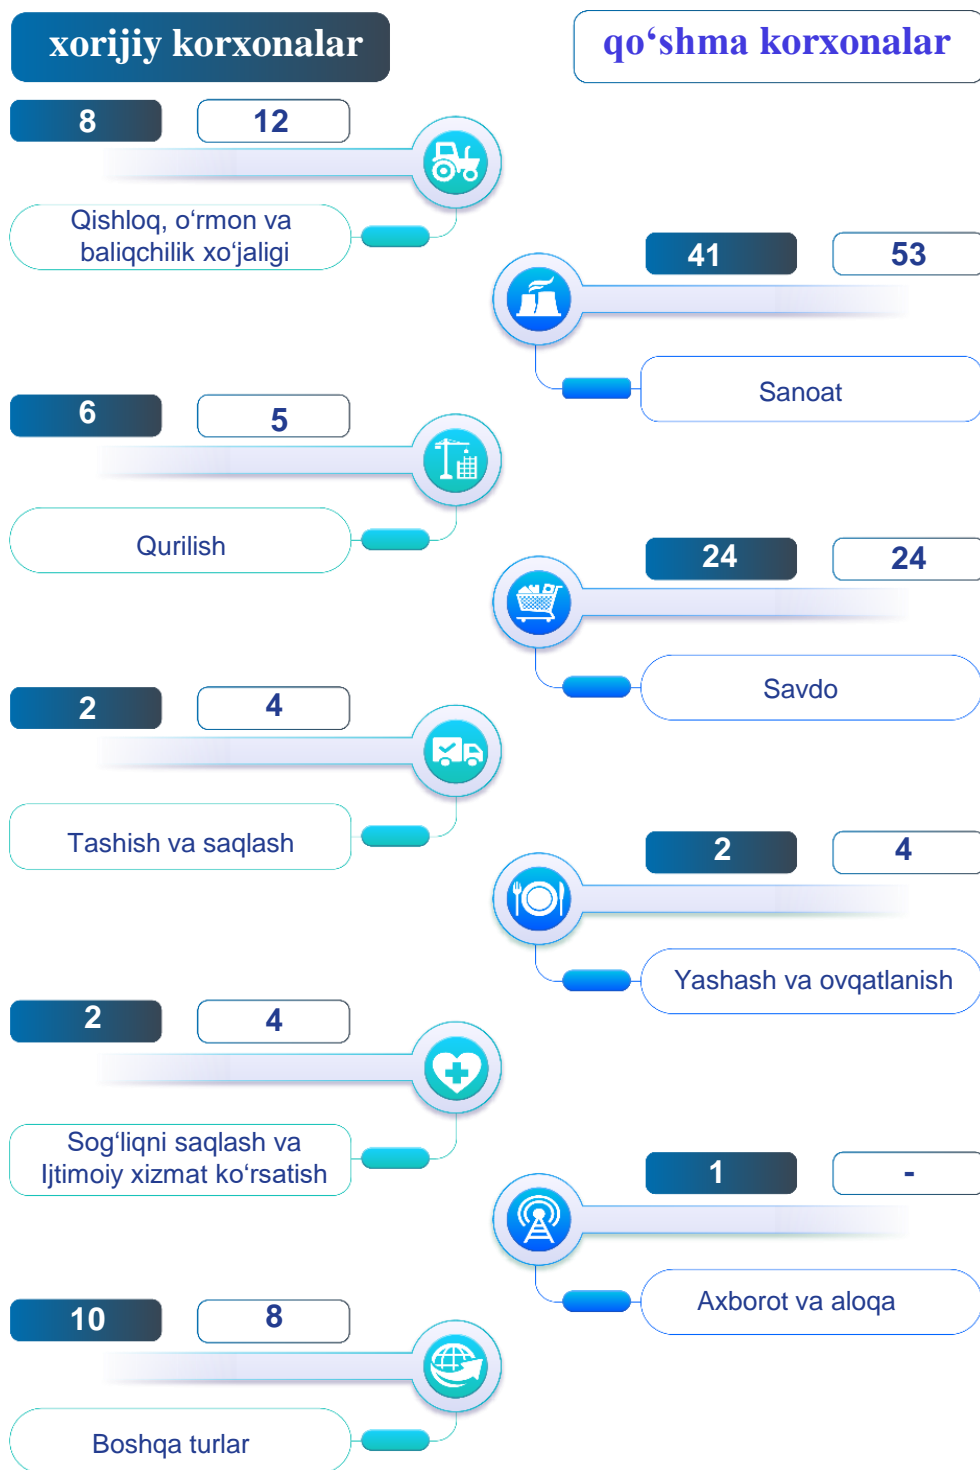 xorijiy korxonalar
qo‘shma korxonalar
8
12
Qishloq, o‘rmon va
baliqchilik xo‘jaligi
41
53
Sanoat
6
5
Qurilish
24
24
Savdo
2
4
Tashish va saqlash
2
4
Yashash va ovqatlanish
2
4
Sog‘liqni saqlash va
Ijtimoiy xizmat ko‘rsatish
1
-
Axborot va aloqa
10
8
Boshqa turlar